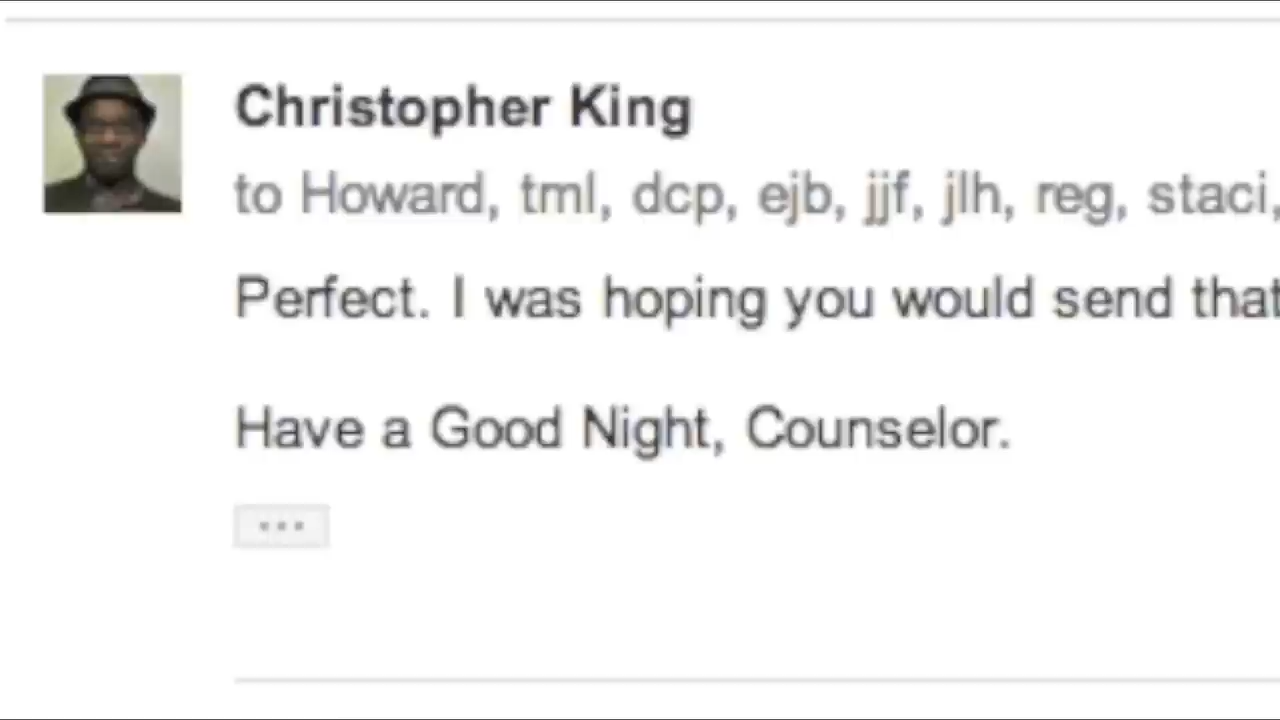 Christopher King
to Howard, tml, dcp, ejb, jjf, jlh, reg, staci,
Perfect. I was hoping you would send that
Have a Good Night, Counselor.